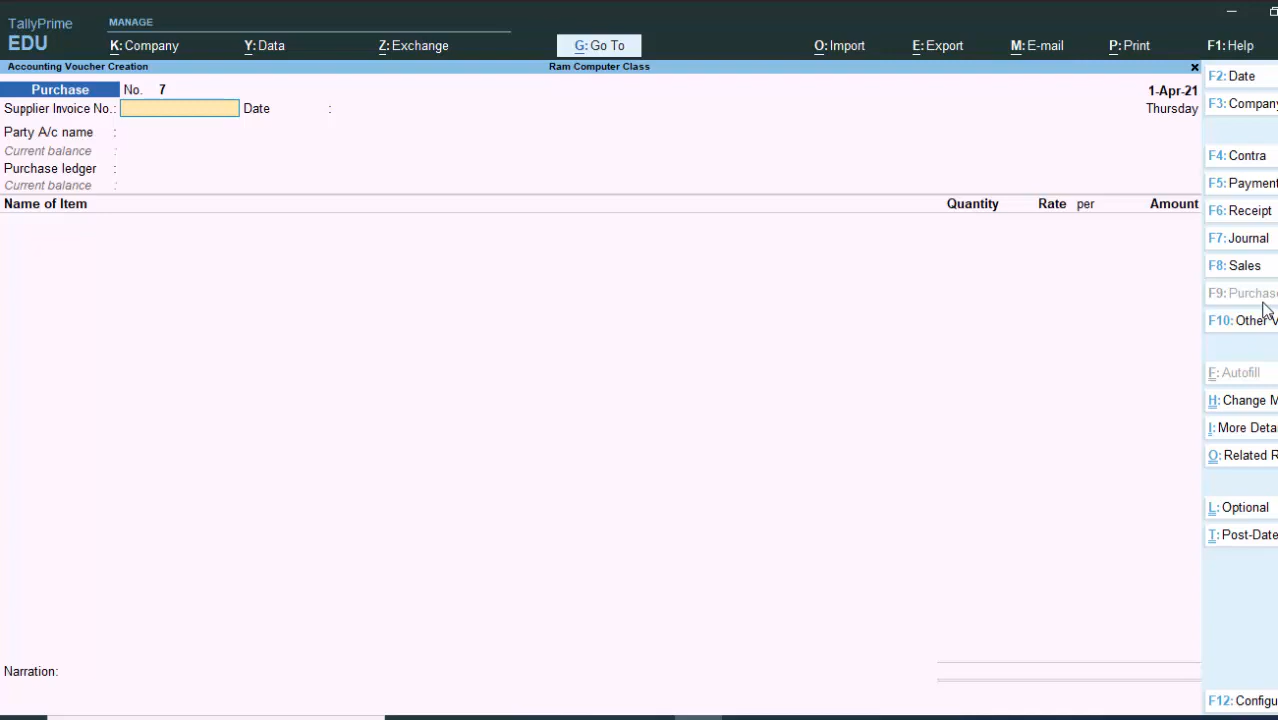 TallyPrime
EDU
MANAGE
K: Company
Y: Data
Z: Exchange
G: Go To
O: Import
E: Export
M: E-mail
P: Print
F1: Help
Accounting Voucher Creation
Ram Computer Class
Purchase No. 7
1-Apr-21
Supplier Invoice No.: Date :
Thursday
Party A/c name :
Current balance :
Purchase ledger :
Current balance :
Name of Item Quantity Rate per Amount
Narration:
F2: Date
F3: Company
F4: Contra
F5: Payment
F6: Receipt
F7: Journal
F8: Sales
F9: Purchase
F10: Other V
F: Autofill
H: Change M
I: More Detai
O: Related R
L: Optional
T: Post-Date
F12: Configu